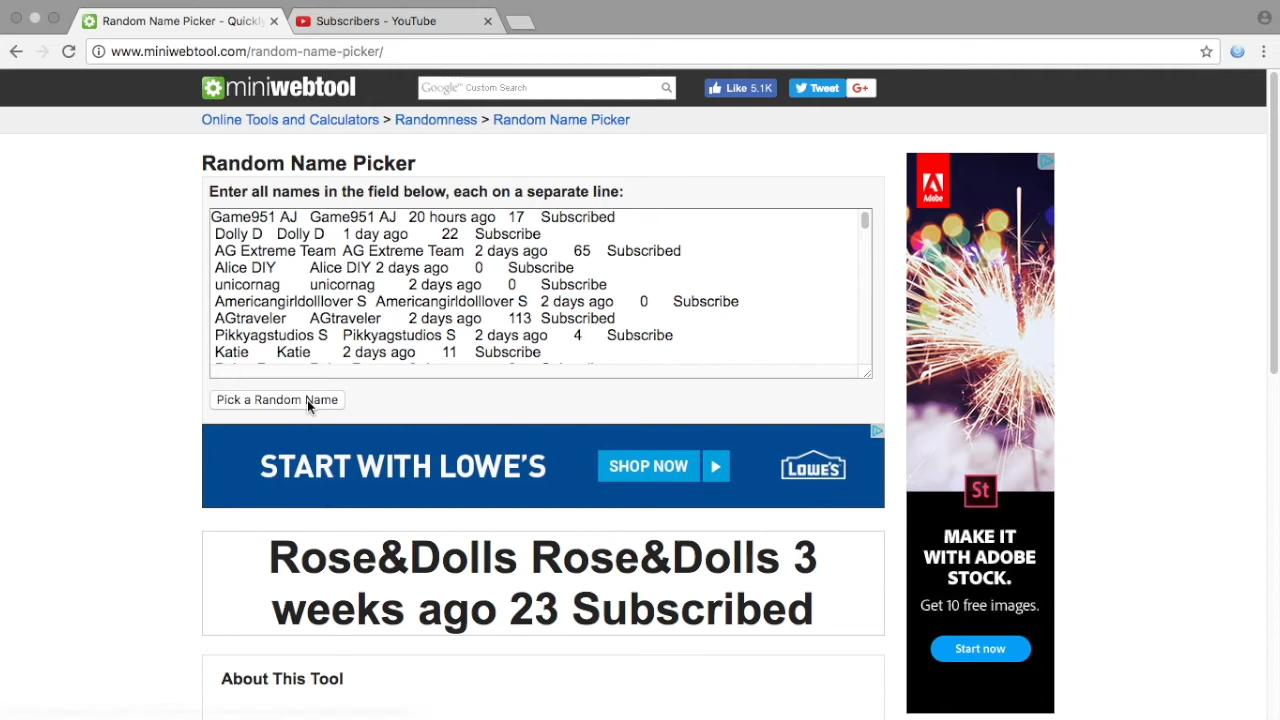 Random Name Picker - Quickly
Subscribers - YouTube
www.miniwebtool.com/random-name-picker/
miniwebtool
Google™ Custom Search
Like 5.1K
Tweet
G+
Online Tools and Calculators > Randomness > Random Name Picker
Random Name Picker
Enter all names in the field below, each on a separate line:
Game951 AJ Game951 AJ 20 hours ago 17 Subscribed
Dolly D Dolly D 1 day ago 22 Subscribe
AG Extreme Team AG Extreme Team 2 days ago 65 Subscribed
Alice DIY Alice DIY 2 days ago 0 Subscribe
unicornag unicornag 2 days ago 0 Subscribe
Americangirldolllover S Americangirldolllover S 2 days ago 0 Subscribe
AGtraveler AGtraveler 2 days ago 113 Subscribed
Pikkyagstudios S Pikkyagstudios S 2 days ago 4 Subscribe
Katie Katie 2 days ago 11 Subscribe
Pick a Random Name
START WITH LOWE'S
SHOP NOW
LOWE'S
Rose&Dolls Rose&Dolls 3
weeks ago 23 Subscribed
About This Tool
Adobe
St
MAKE IT
WITH ADOBE
STOCK.
Get 10 free images.
Start now